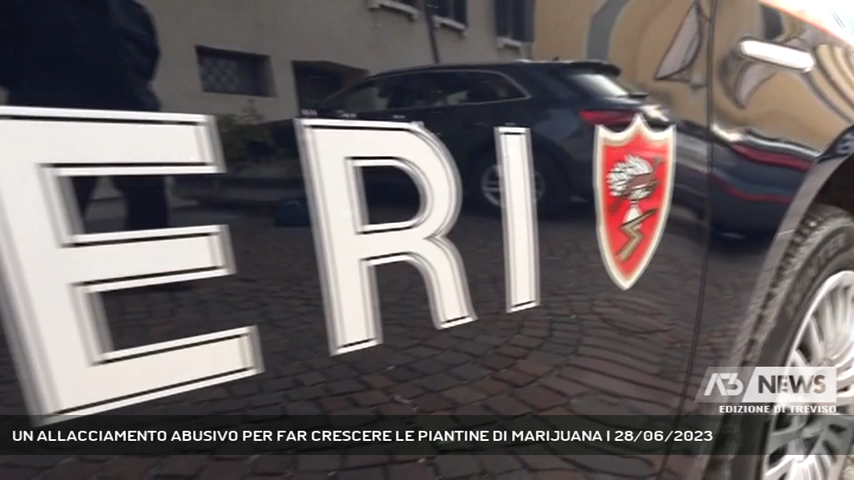 ERI
A3 NEWS
EDIZIONE DI TREVISO
UN ALLACCIAMENTO ABUSIVO PER FAR CRESCERE LE PIANTINE DI MARIJUANA | 28/06/2023